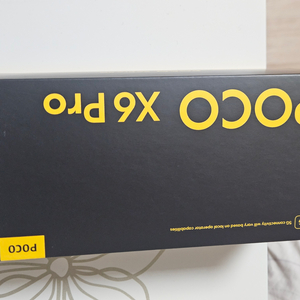 POCO X6 Pro
5G connectivity will vary based on local operator capabilities
POCO